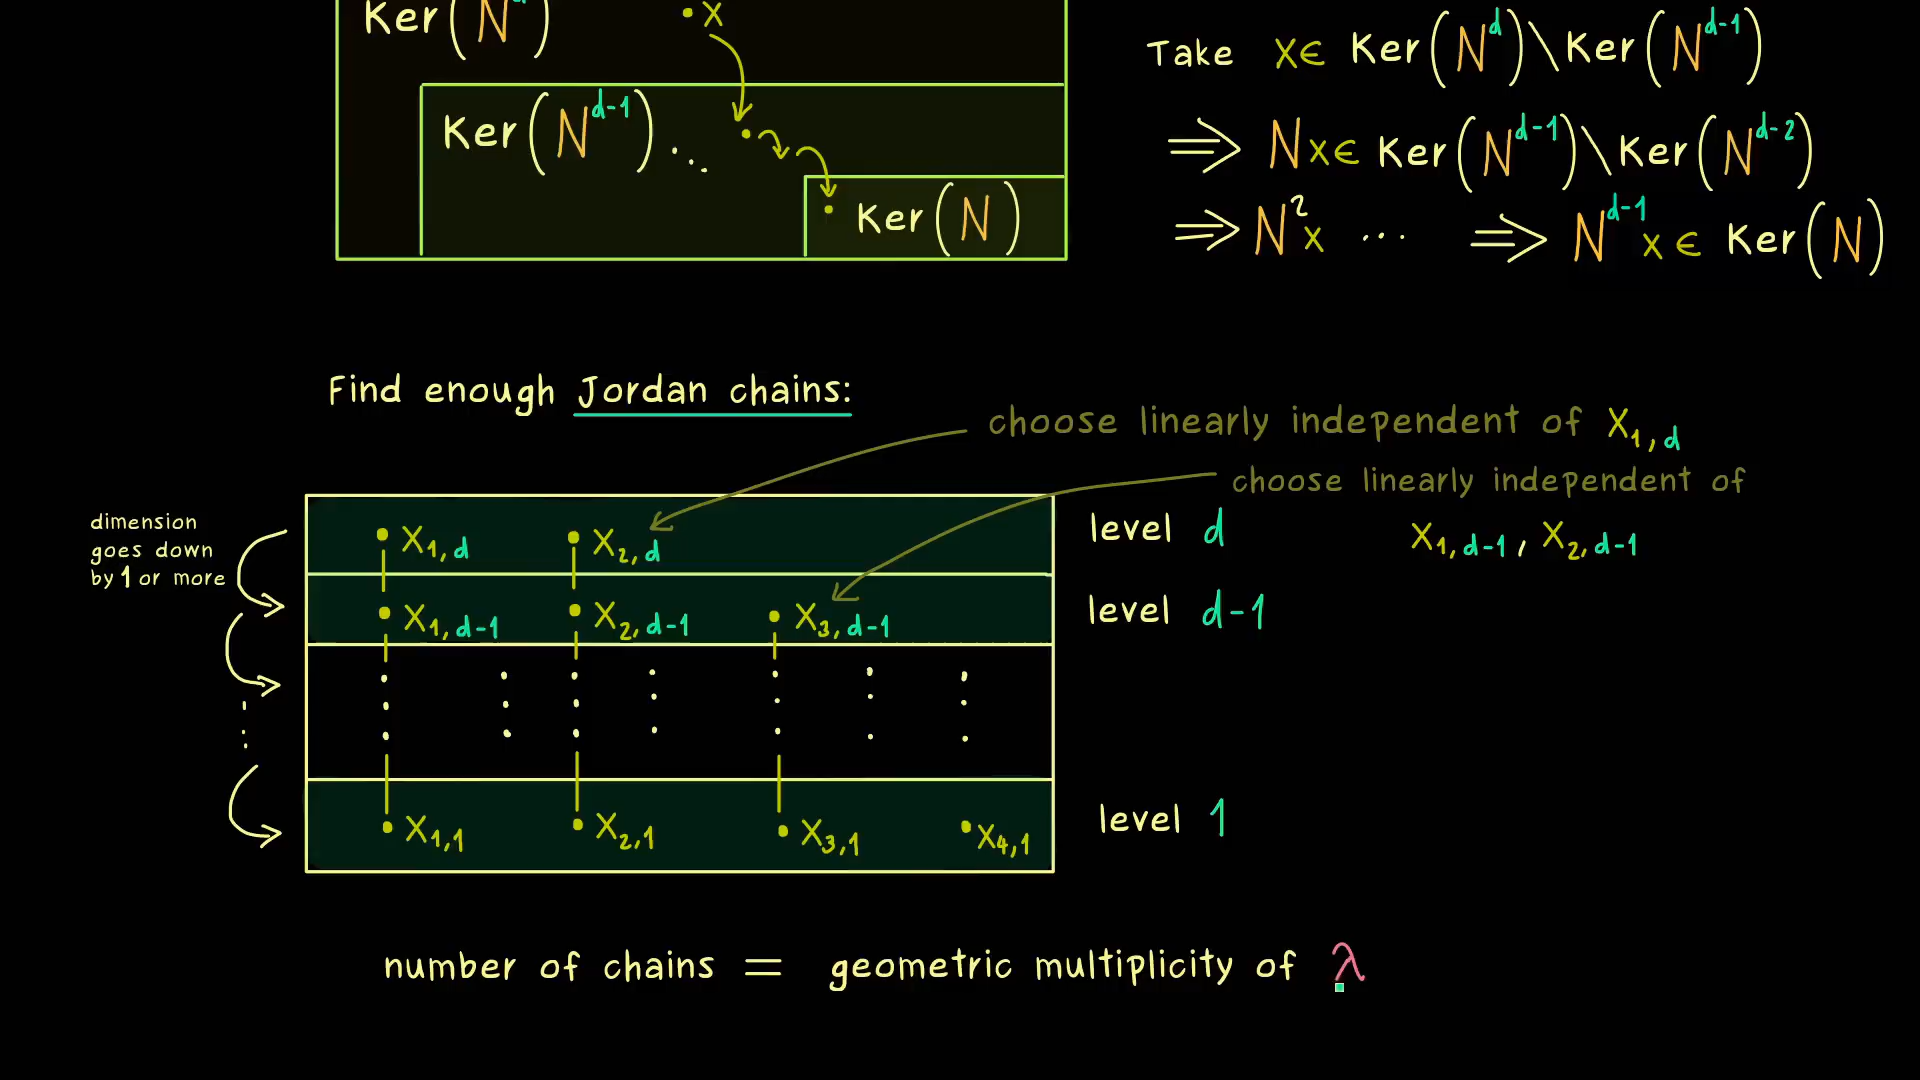 Ker(N^d) • x
Take x ∈ Ker(N^d) \ Ker(N^{d-1})
Ker(N^{d-1}) ⋱
⇒ N x ∈ Ker(N^{d-1}) \ Ker(N^{d-2})
Ker(N)
⇒ N^2 x ... ⇒ N^{d-1} x ∈ Ker(N)
Find enough Jordan chains:
choose linearly independent of x_{1,d}
choose linearly independent of
x_{1,d-1}, x_{2,d-1}
dimension
goes down
by 1 or more
x_{1,d} x_{2,d} level d
x_{1,d-1} x_{2,d-1} x_{3,d-1} level d-1
x_{1,1} x_{2,1} x_{3,1} x_{4,1} level 1
number of chains = geometric multiplicity of λ